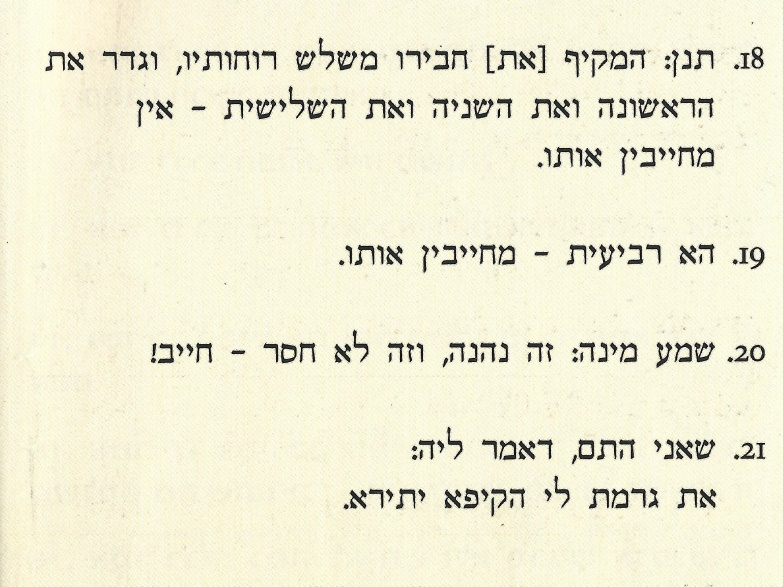 18. תנן: המקיף [את] חבירו משלש רוחותיו, וגדר את
הראשונה ואת השניה ואת השלישית - אין
מחייבין אותו.
19. הא רביעית - מחייבין אותו.
20. שמע מינה: זה נהנה, וזה לא חסר - חייב!
21. שאני התם, דאמר ליה:
את גרמת לי הקיפא יתירא.